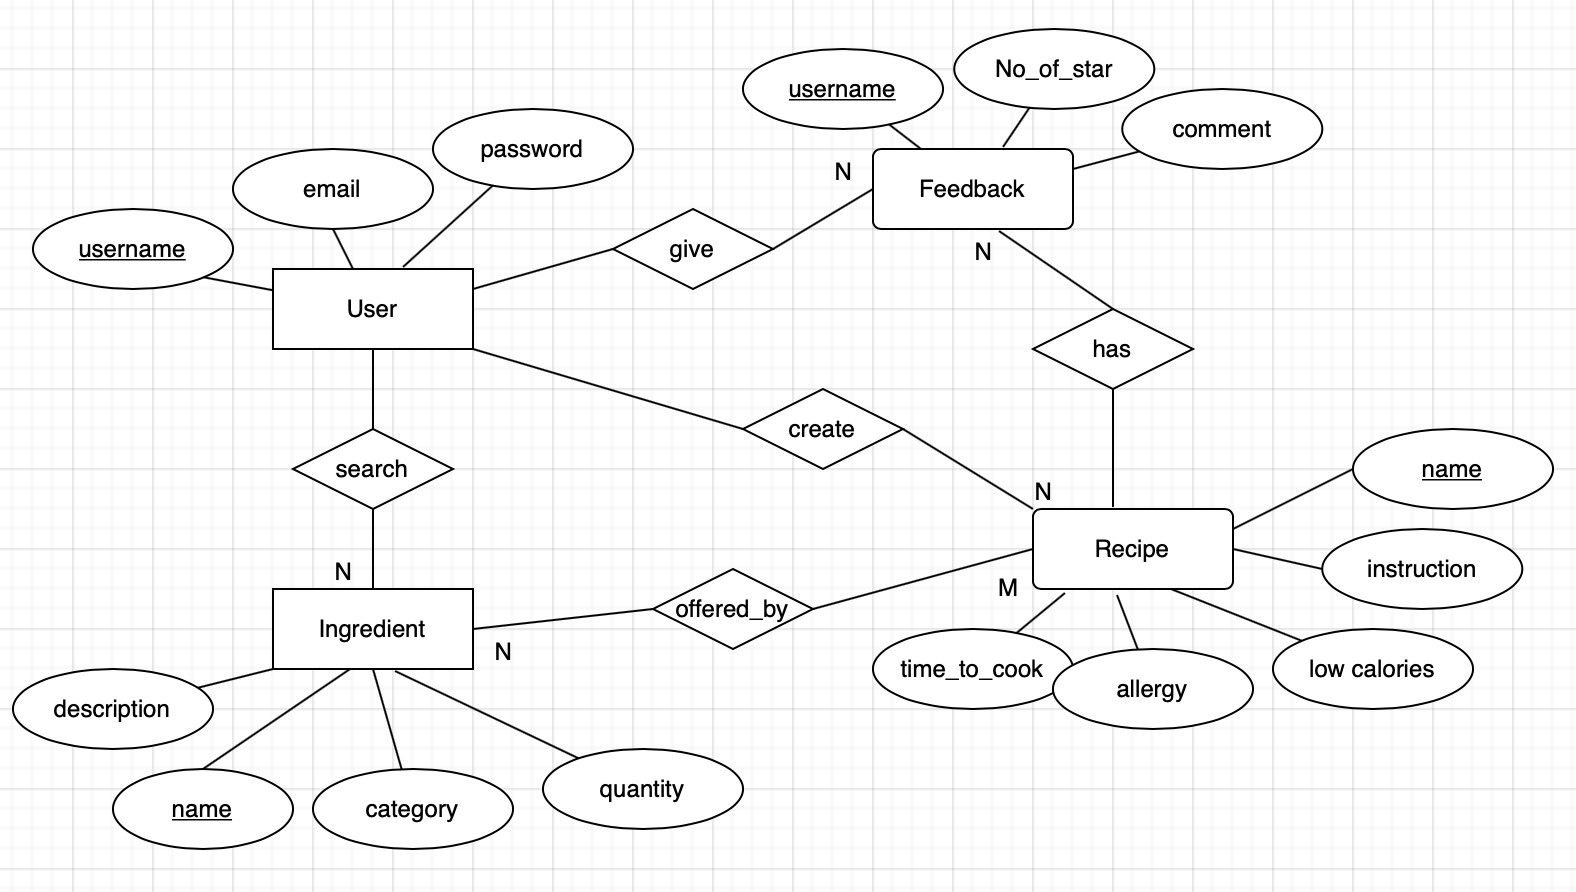 No_of_star
username
comment
password
N
email
Feedback
username
give
N
User
has
create
search
name
N
Recipe
instruction
N
M
offered_by
Ingredient
N
time_to_cook
allergy
low calories
description
quantity
name
category